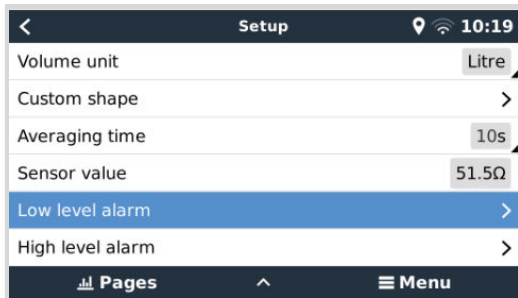 Setup 10:19
Volume unit Litre
Custom shape
Averaging time 10s
Sensor value 51.5Ω
Low level alarm
High level alarm
Pages Menu